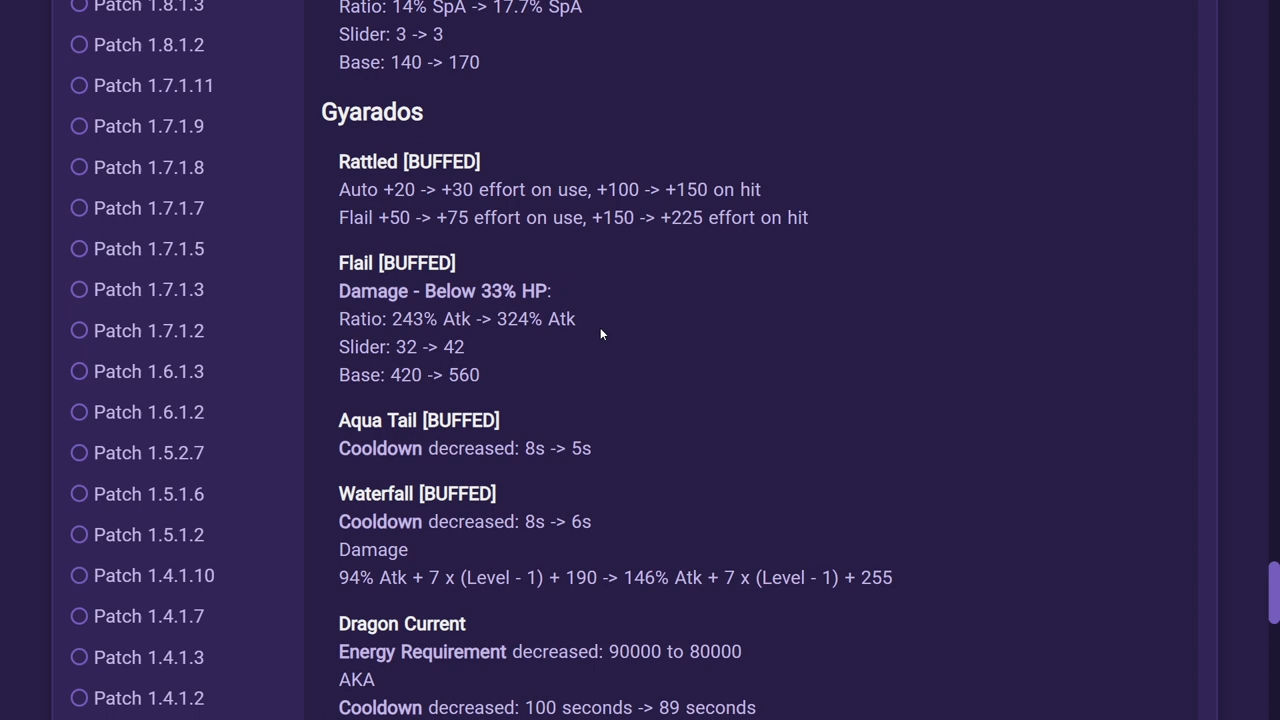 Patch 1.8.1.3
Patch 1.8.1.2
Patch 1.7.1.11
Patch 1.7.1.9
Patch 1.7.1.8
Patch 1.7.1.7
Patch 1.7.1.5
Patch 1.7.1.3
Patch 1.7.1.2
Patch 1.6.1.3
Patch 1.6.1.2
Patch 1.5.2.7
Patch 1.5.1.6
Patch 1.5.1.2
Patch 1.4.1.10
Patch 1.4.1.7
Patch 1.4.1.3
Patch 1.4.1.2
Ratio: 14% SpA -> 17.7% SpA
Slider: 3 -> 3
Base: 140 -> 170
Gyarados
Rattled [BUFFED]
Auto +20 -> +30 effort on use, +100 -> +150 on hit
Flail +50 -> +75 effort on use, +150 -> +225 effort on hit
Flail [BUFFED]
Damage - Below 33% HP:
Ratio: 243% Atk -> 324% Atk
Slider: 32 -> 42
Base: 420 -> 560
Aqua Tail [BUFFED]
Cooldown decreased: 8s -> 5s
Waterfall [BUFFED]
Cooldown decreased: 8s -> 6s
Damage
94% Atk + 7 x (Level - 1) + 190 -> 146% Atk + 7 x (Level - 1) + 255
Dragon Current
Energy Requirement decreased: 90000 to 80000
AKA
Cooldown decreased: 100 seconds -> 89 seconds